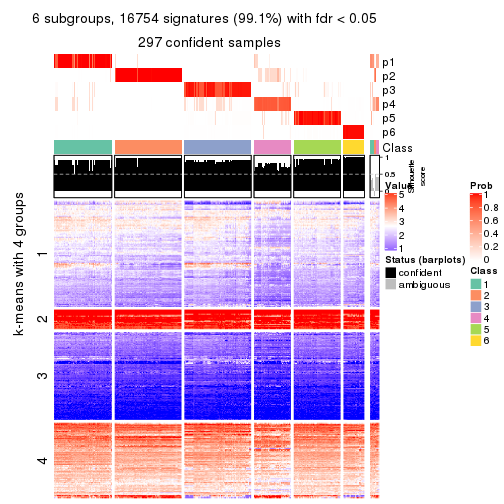 6 subgroups, 16754 signatures (99.1%) with fdr < 0.05
297 confident samples
p1
p2
p3
p4
p5
p6
Class
1
0.5
0
Silhouette
score
k-means with 4 groups
1
2
3
4
Value
5
4
3
2
1
Status (barplots)
confident
ambiguous
Prob
1
0.8
0.6
0.4
0.2
0
Class
1
2
3
4
5
6